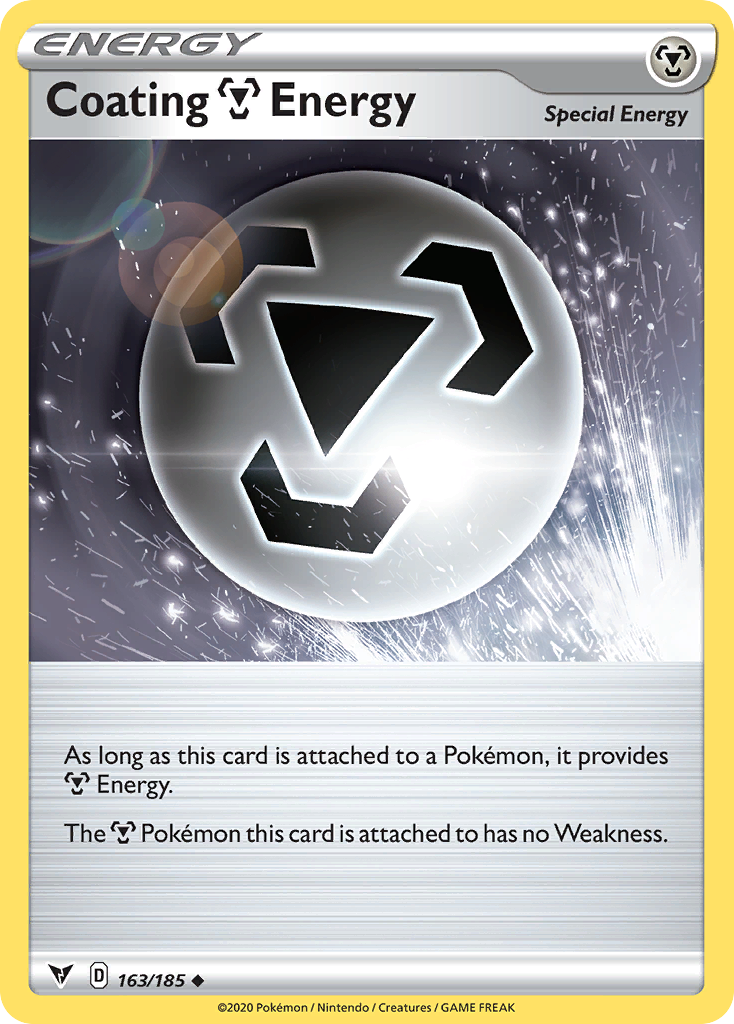 ENERGY
Coating Energy
Special Energy
As long as this card is attached to a Pokémon, it provides
Energy.
The Pokémon this card is attached to has no Weakness.
D 163/185
©2020 Pokémon / Nintendo / Creatures / GAME FREAK